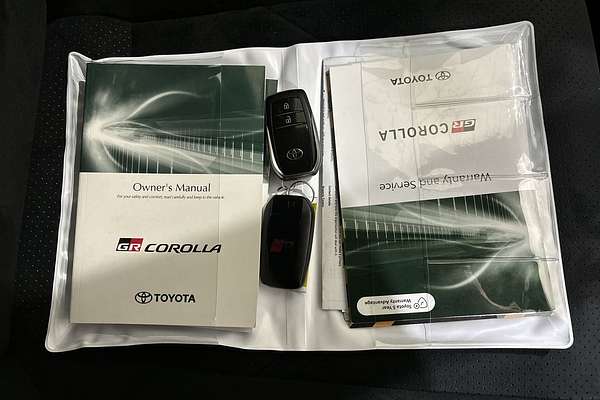 Owner's Manual
For your safety and comfort, read carefully and keep in the vehicle.
GR COROLLA
TOYOTA
TOYOTA
GR COROLLA
Warranty and Service
Toyota 5 Year
Warranty Advantage